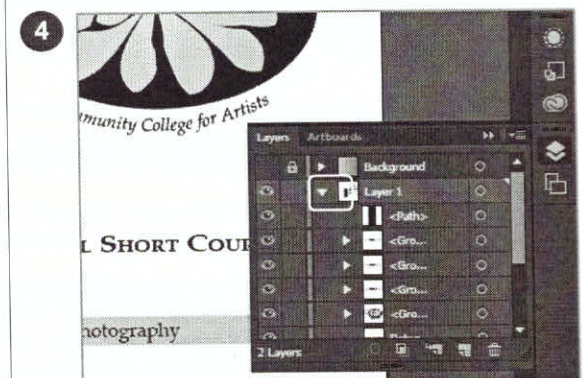 4
mmunity College for Artists
Layers Artboards
Background
Layer 1
<Path>
L SHORT COUR
<Gro...
<Gro...
<Gro...
<Gro...
otography
2 Layers